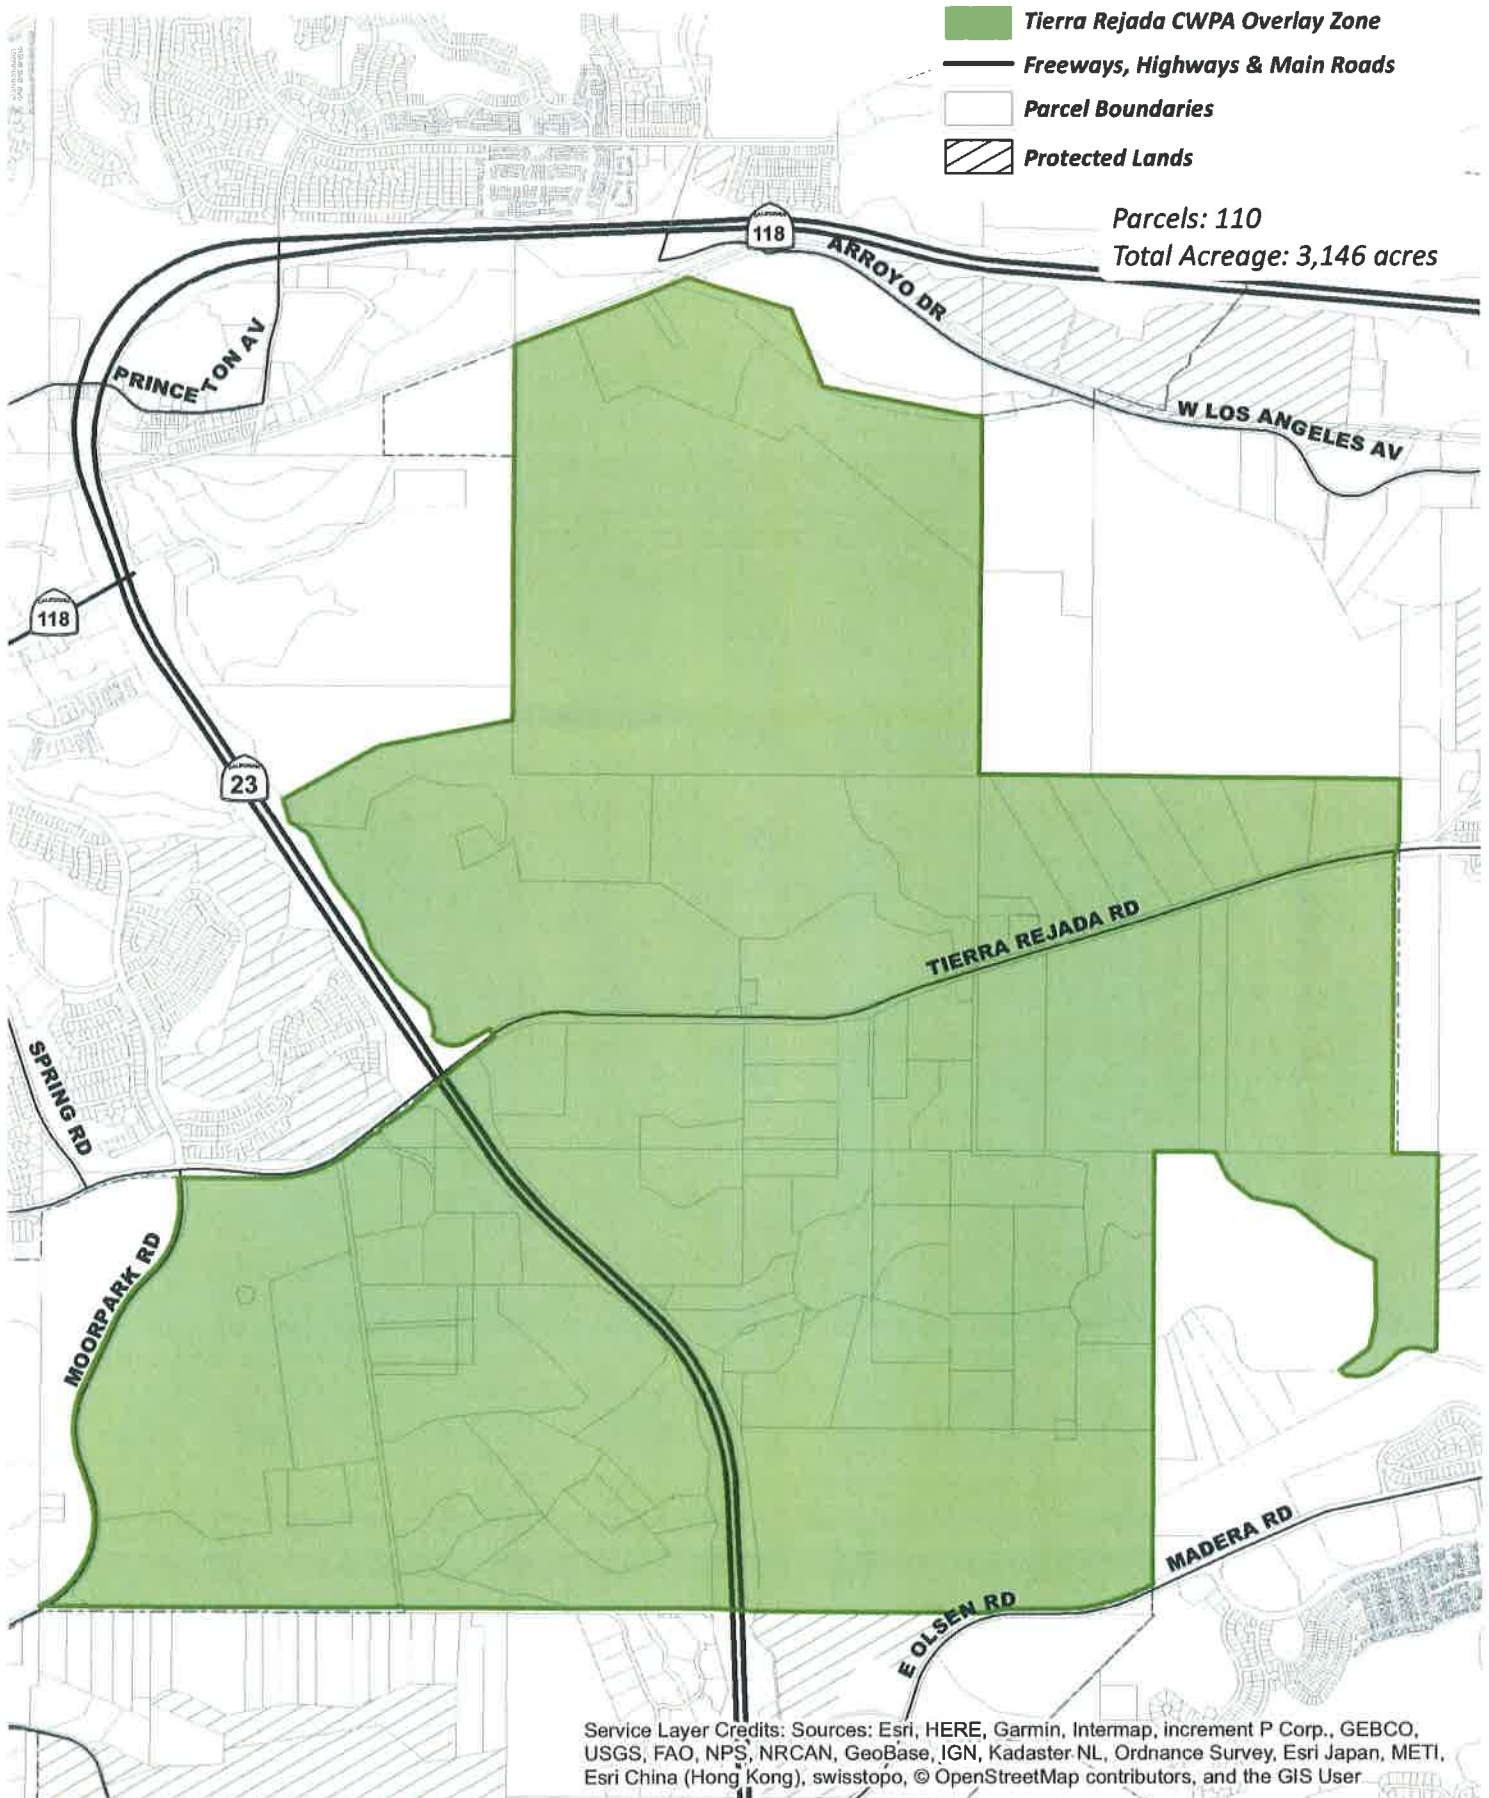 Tierra Rejada CWPA Overlay Zone
Freeways, Highways & Main Roads
Parcel Boundaries
Protected Lands
Parcels: 110
Total Acreage: 3,146 acres
CALIFORNIA
118
ARROYO DR
PRINCETON AV
W LOS ANGELES AV
CALIFORNIA
118
CALIFORNIA
23
TIERRA REJADA RD
SPRING RD
MOORPARK RD
MADERA RD
E OLSEN RD
Service Layer Credits: Sources: Esri, HERE, Garmin, Intermap, increment P Corp., GEBCO,
USGS, FAO, NPS, NRCAN, GeoBase, IGN, Kadaster NL, Ordnance Survey, Esri Japan, METI,
Esri China (Hong Kong), swisstopo, © OpenStreetMap contributors, and the GIS User